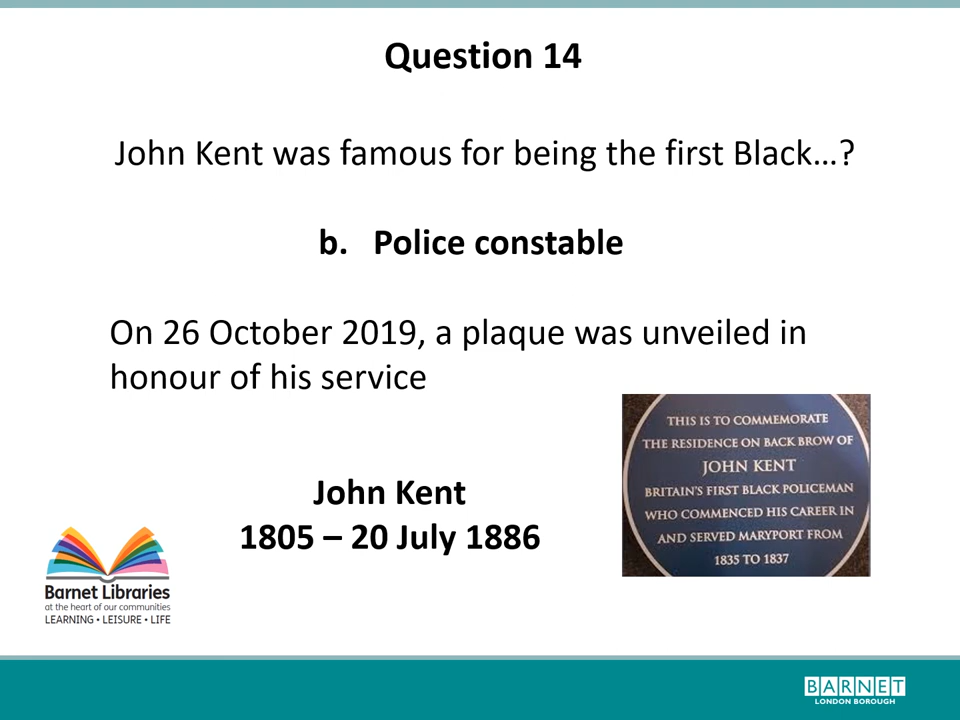 Question 14
John Kent was famous for being the first Black…?
b. Police constable
On 26 October 2019, a plaque was unveiled in
honour of his service
THIS IS TO COMMEMORATE
THE RESIDENCE ON BACK BROW OF
JOHN KENT
BRITAIN'S FIRST BLACK POLICEMAN
WHO COMMENCED HIS CAREER IN
AND SERVED MARYPORT FROM
1835 TO 1837
John Kent
1805 – 20 July 1886
Barnet Libraries
at the heart of our communities
LEARNING • LEISURE • LIFE
BARNET
LONDON BOROUGH